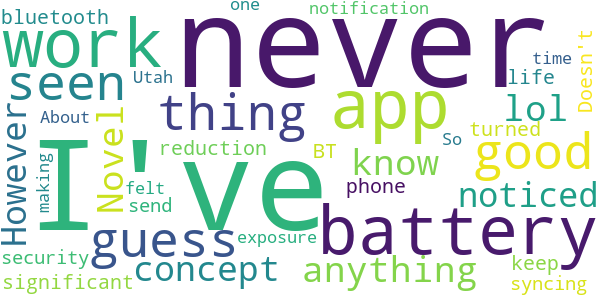 one
notification
bluetooth
never
work
I've
seen
Utah
time
life
Doesn't
app
thing
About
lol
However
Novel
So
turned
reduction
BT
good
know
making
felt
phone
noticed
send
battery
guess
exposure
security
concept
anything
keep
significant
syncing